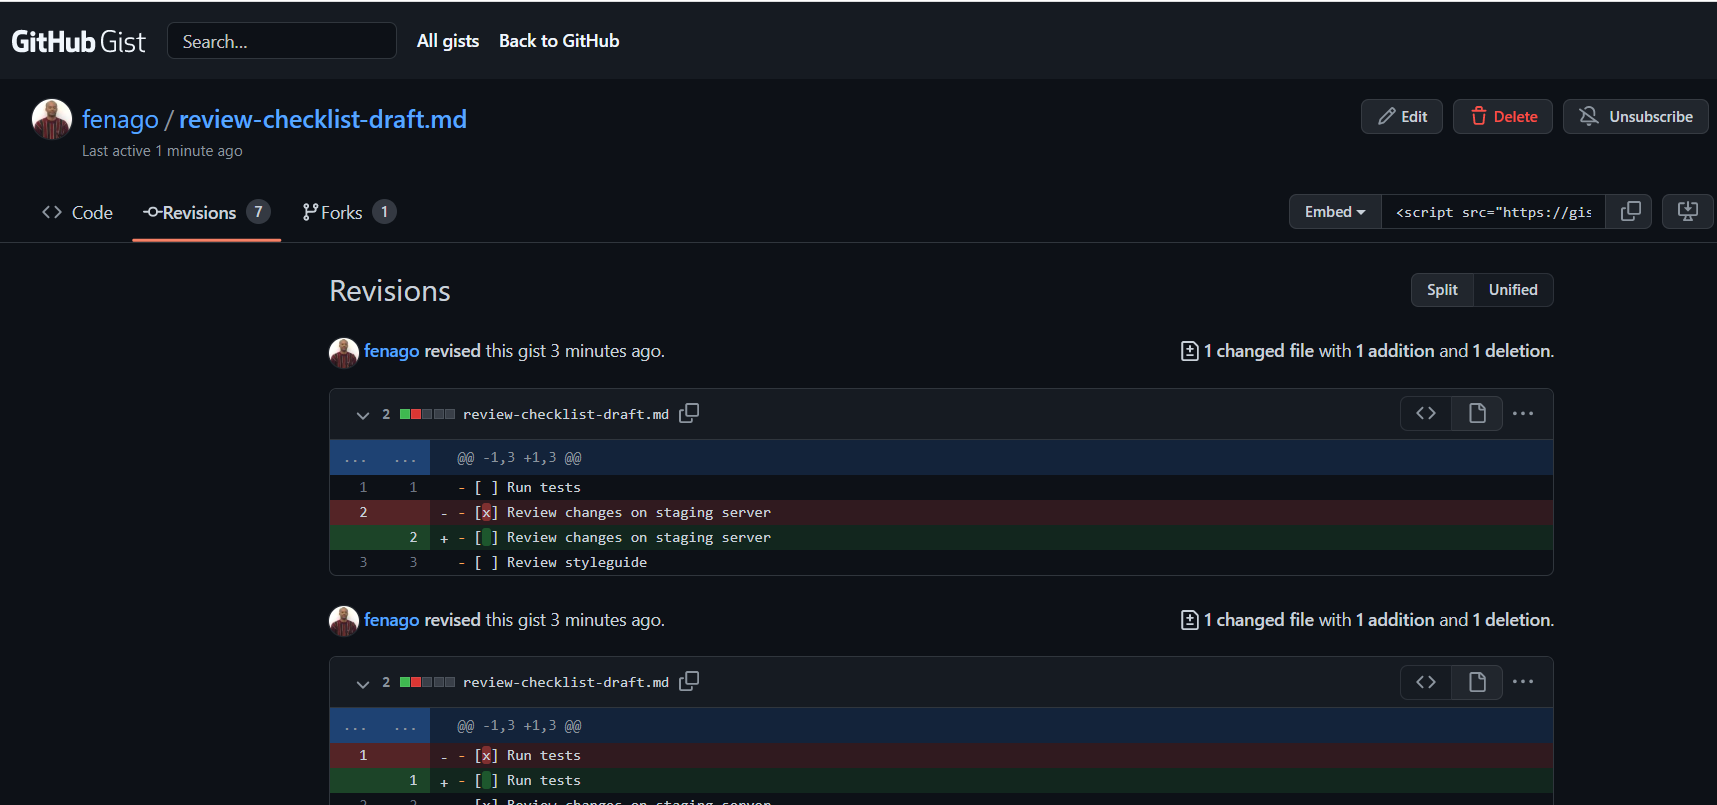 GitHub Gist Search... All gists Back to GitHub
fenago / review-checklist-draft.md Edit Delete Unsubscribe
Last active 1 minute ago
Code Revisions 7 Forks 1 Embed <script src="https://gis
Revisions Split Unified
fenago revised this gist 3 minutes ago. 1 changed file with 1 addition and 1 deletion.
2 review-checklist-draft.md ...
... ... @@ -1,3 +1,3 @@
1 1 - [ ] Run tests
2 - - [x] Review changes on staging server
2 + - [ ] Review changes on staging server
3 3 - [ ] Review styleguide
fenago revised this gist 3 minutes ago. 1 changed file with 1 addition and 1 deletion.
2 review-checklist-draft.md ...
... ... @@ -1,3 +1,3 @@
1 - - [x] Run tests
1 + - [ ] Run tests
2 2 - [x] Review changes on staging server